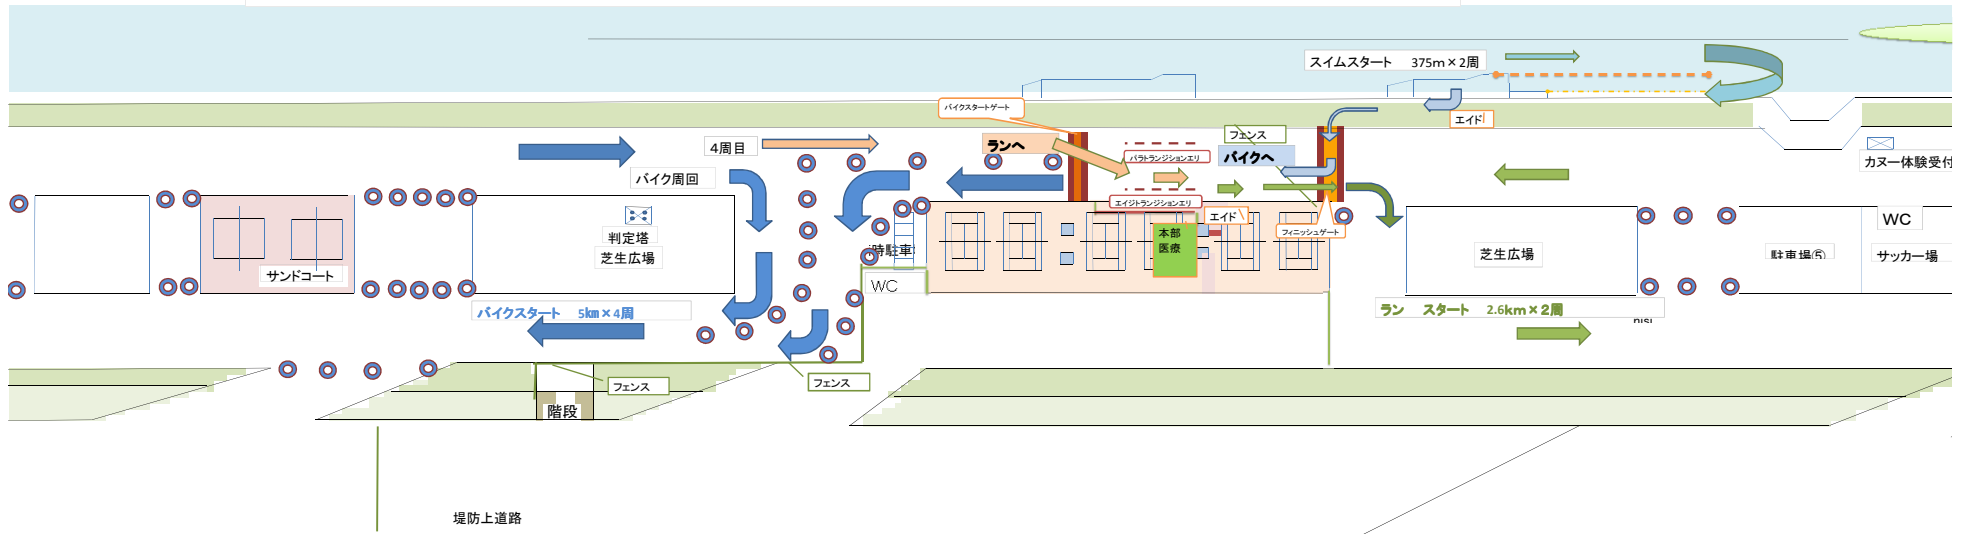 スイムスタート 375m×2周
バイクスタートゲート
エイド
フェンス
4周目
ランへ
バイクへ
パラトランジションエリ
カヌー体験受付
バイク周回
エイジトランジションエリ
エイド
WC
判定塔
芝生広場
時駐車
本部
医療
フィニッシュゲート
芝生広場
駐車場⑤
サッカー場
サンドコート
WC
バイクスタート 5km×4周
ラン スタート 2.6km×2周
フェンス
フェンス
階段
堤防上道路